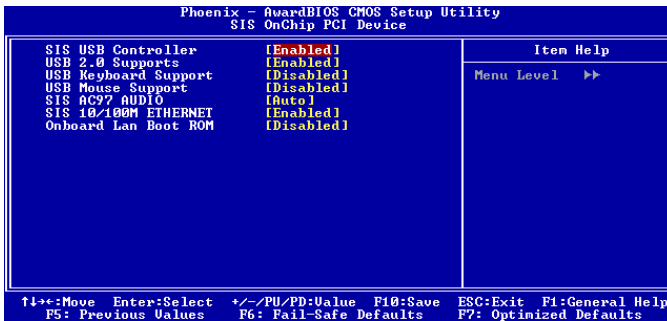 Phoenix - AwardBIOS CMOS Setup Utility
SIS OnChip PCI Device
SIS USB Controller [Enabled]
USB 2.0 Supports [Enabled]
USB Keyboard Support [Disabled]
USB Mouse Support [Disabled]
SIS AC97 AUDIO [Auto]
SIS 10/100M ETHERNET [Enabled]
Onboard Lan Boot ROM [Disabled]
Item Help
Menu Level ▶▶
↑↓→←:Move Enter:Select +/-/PU/PD:Value F10:Save ESC:Exit F1:General Help
F5: Previous Values F6: Fail-Safe Defaults F7: Optimized Defaults